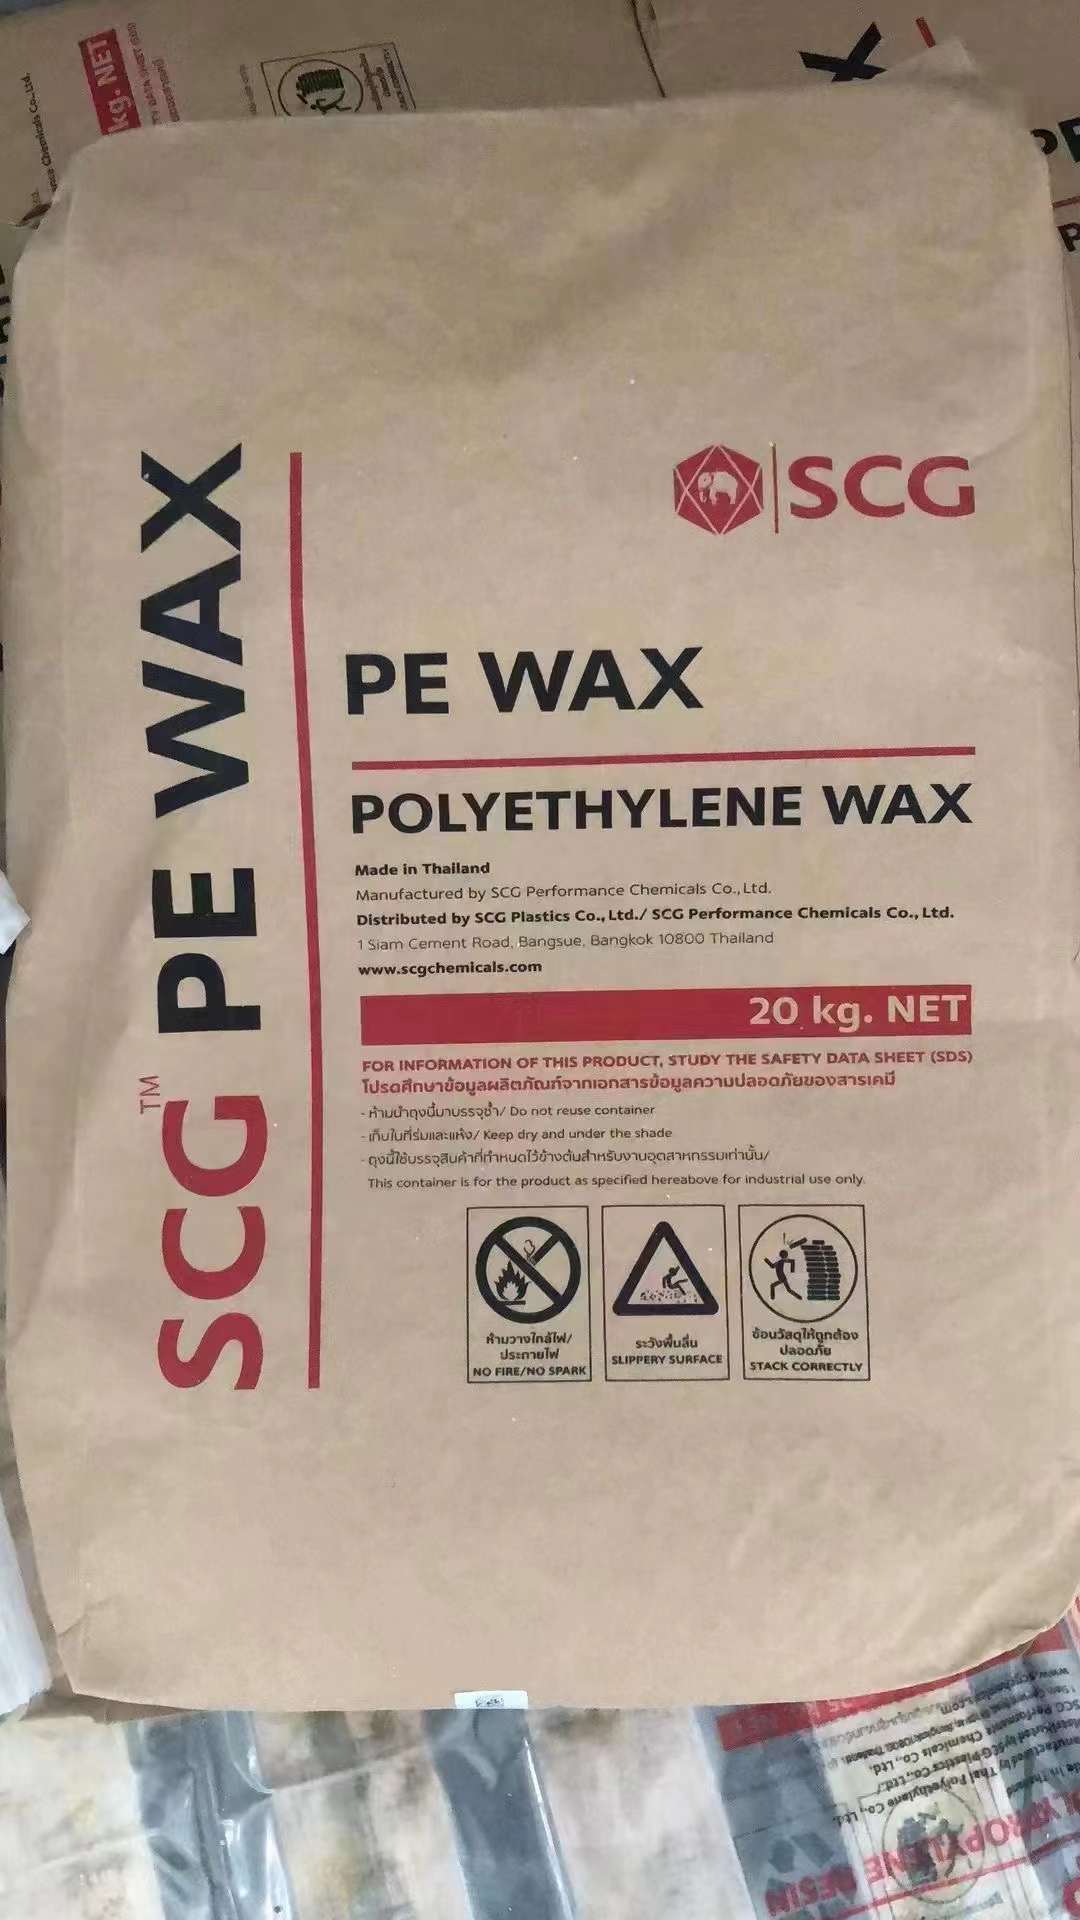 kg. NET
SCG™ PE WAX
SCG
PE WAX
POLYETHYLENE WAX
Made in Thailand
Manufactured by SCG Performance Chemicals Co., Ltd.
Distributed by SCG Plastics Co., Ltd./ SCG Performance Chemicals Co., Ltd.
1 Siam Cement Road, Bangsue, Bangkok 10800 Thailand
www.scgchemicals.com
20 kg. NET
FOR INFORMATION OF THIS PRODUCT, STUDY THE SAFETY DATA SHEET (SDS)
โปรดศึกษาข้อมูลผลิตภัณฑ์จากเอกสารข้อมูลความปลอดภัยของสารเคมี
- ห้ามนำถุงนี้มาบรรจุซ้ำ/ Do not reuse container
- เก็บในที่ร่มและแห้ง/ Keep dry and under the shade
- ถุงนี้ใช้บรรจุสินค้าที่กำหนดไว้ข้างต้นสำหรับงานอุตสาหกรรมเท่านั้น/
This container is for the product as specified hereabove for industrial use only.
ห้ามวางใกล้ไฟ/
ประกายไฟ
NO FIRE/NO SPARK
ระวังพื้นลื่น
SLIPPERY SURFACE
ซ้อนวัสดุให้ถูกต้อง
ปลอดภัย
STACK CORRECTLY
POLYPROPYLENE RESIN